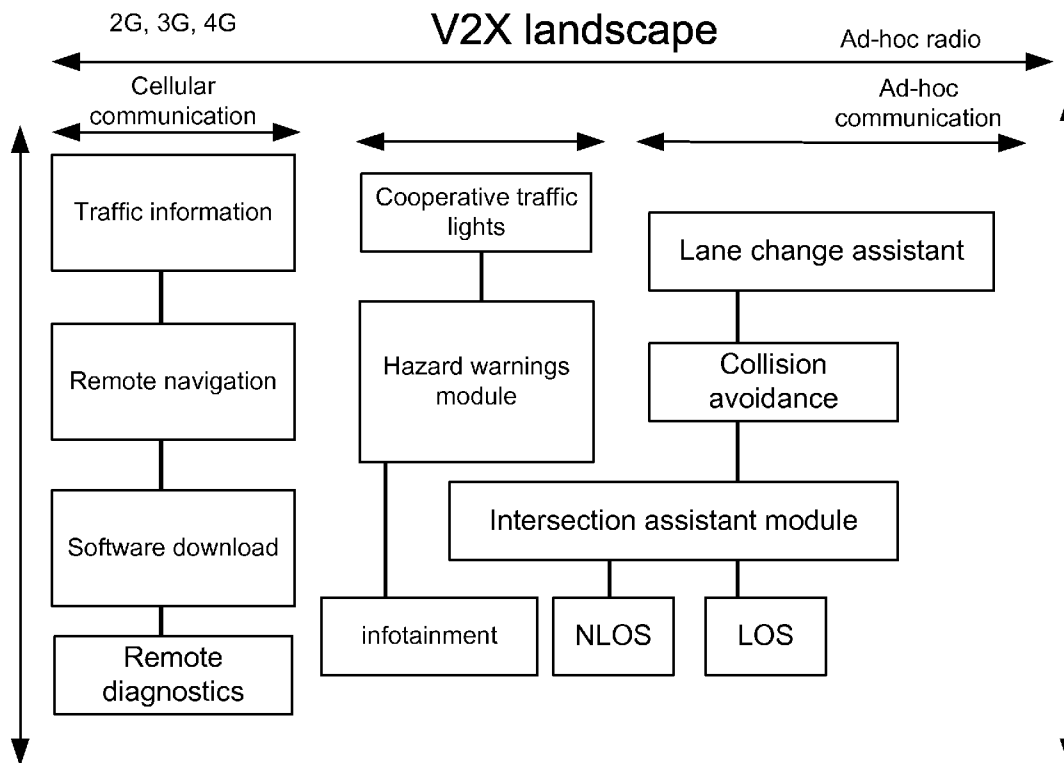 2G, 3G, 4G
V2X landscape
Ad-hoc radio
Cellular
communication
Ad-hoc
communication
Traffic information
Remote navigation
Software download
Remote
diagnostics
Cooperative traffic
lights
Hazard warnings
module
infotainment
Lane change assistant
Collision
avoidance
Intersection assistant module
NLOS
LOS